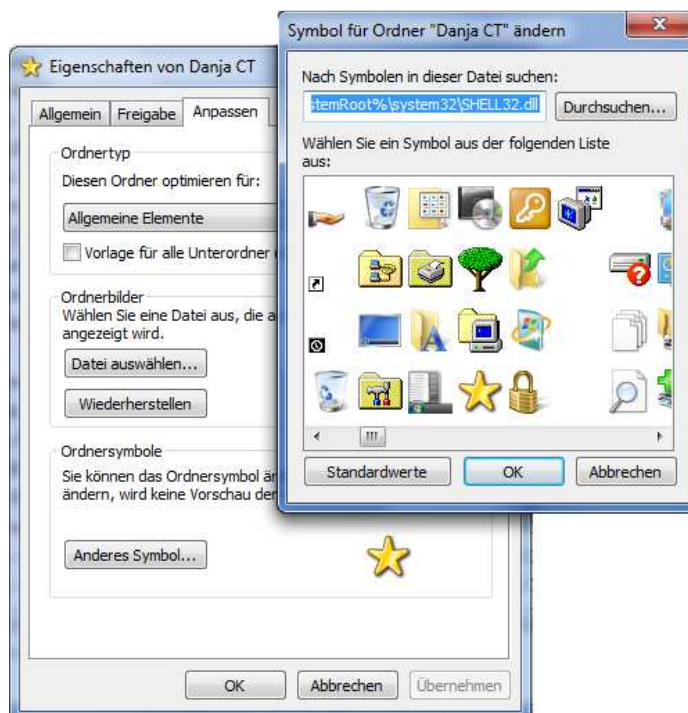 Symbol für Ordner "Danja CT" ändern
Nach Symbolen in dieser Datei suchen:
stemRoot%\system32\SHELL32.dll
Durchsuchen...
Wählen Sie ein Symbol aus der folgenden Liste
aus:
Standardwerte
OK
Abbrechen
Eigenschaften von Danja CT
Allgemein
Freigabe
Anpassen
Ordnertyp
Diesen Ordner optimieren für:
Allgemeine Elemente
Vorlage für alle Unterordner
Ordnerbilder
Wählen Sie eine Datei aus, die a
angezeigt wird.
Datei auswählen...
Wiederherstellen
Ordnersymbole
Sie können das Ordnersymbol är
ändern, wird keine Vorschau der
Anderes Symbol...
OK
Abbrechen
Übernehmen